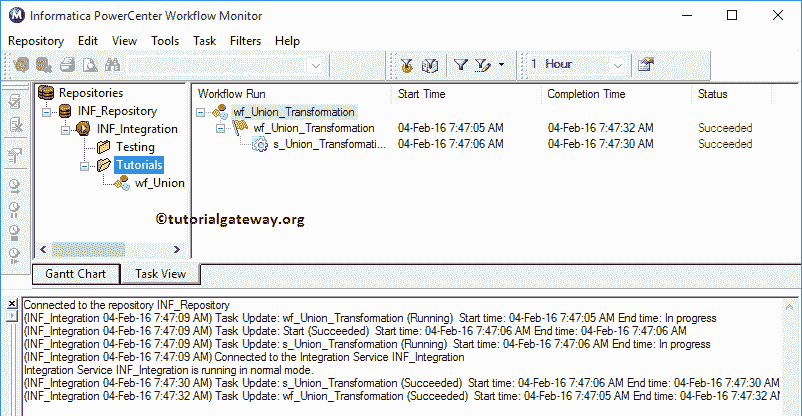 Informatica PowerCenter Workflow Monitor
Repository Edit View Tools Task Filters Help
1 Hour
Repositories
INF_Repository
INF_Integration
Testing
Tutorials
wf_Union
Workflow Run Start Time Completion Time Status
wf_Union_Transformation
wf_Union_Transformation 04-Feb-16 7:47:05 AM 04-Feb-16 7:47:32 AM Succeeded
s_Union_Transformati... 04-Feb-16 7:47:06 AM 04-Feb-16 7:47:30 AM Succeeded
©tutorialgateway.org
Gantt Chart Task View
Connected to the repository INF_Repository
(INF_Integration 04-Feb-16 7:47:09 AM) Task Update: wf_Union_Transformation (Running) Start time: 04-Feb-16 7:47:05 AM End time: In progress
(INF_Integration 04-Feb-16 7:47:09 AM) Task Update: Start (Succeeded) Start time: 04-Feb-16 7:47:06 AM End time: 04-Feb-16 7:47:06 AM
(INF_Integration 04-Feb-16 7:47:09 AM) Task Update: s_Union_Transformation (Running) Start time: 04-Feb-16 7:47:06 AM End time: In progress
(INF_Integration 04-Feb-16 7:47:09 AM) Connected to the Integration Service INF_Integration
Integration Service INF_Integration is running in normal mode.
(INF_Integration 04-Feb-16 7:47:30 AM) Task Update: s_Union_Transformation (Succeeded) Start time: 04-Feb-16 7:47:06 AM End time: 04-Feb-16 7:47:30 AM
(INF_Integration 04-Feb-16 7:47:32 AM) Task Update: wf_Union_Transformation (Succeeded) Start time: 04-Feb-16 7:47:05 AM End time: 04-Feb-16 7:47:32 AM